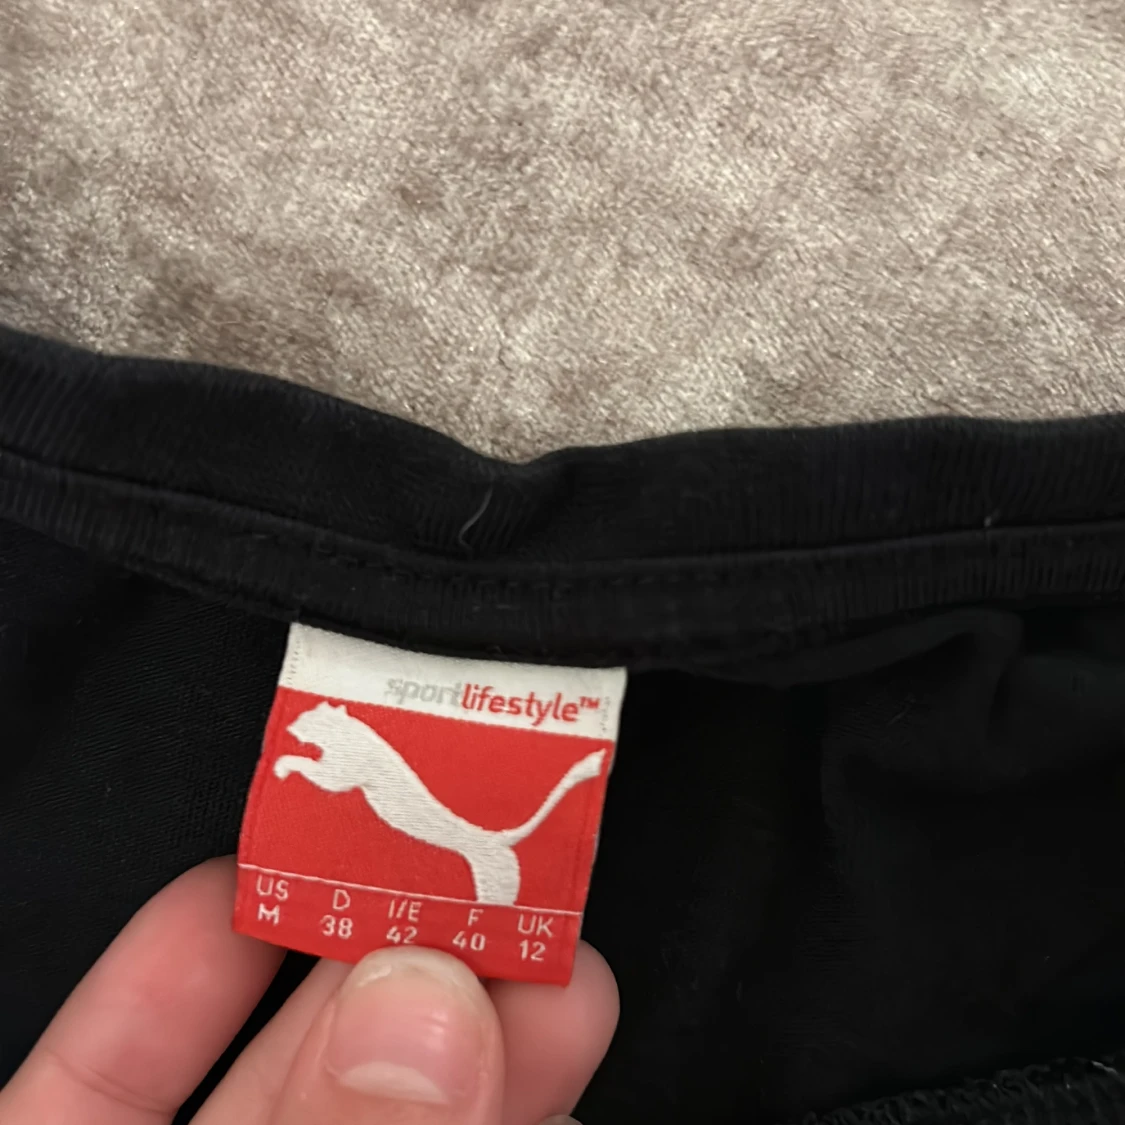 sportlifestyle™
US D I/E F UK
M 38 42 40 12